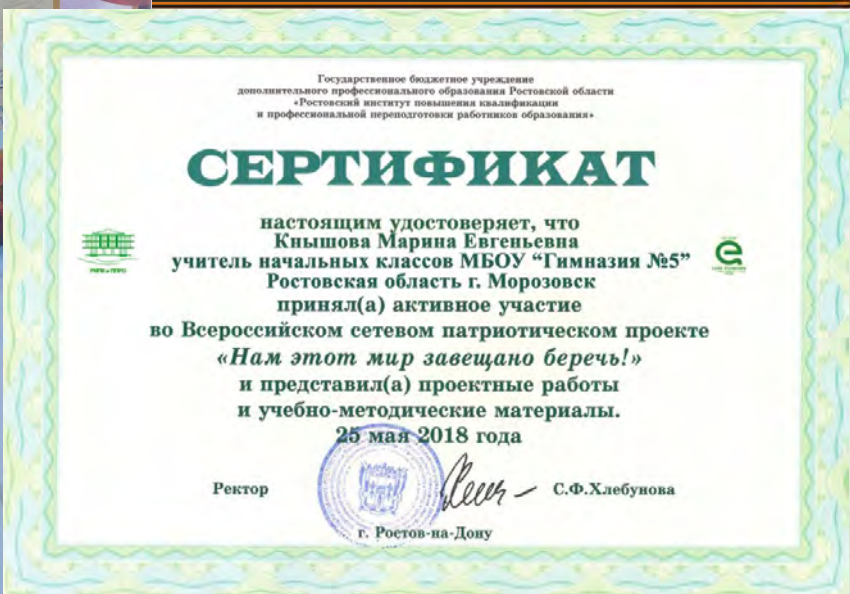 Государственное бюджетное учреждение
дополнительного профессионального образования Ростовской области
«Ростовский институт повышения квалификации
и профессиональной переподготовки работников образования»
СЕРТИФИКАТ
настоящим удостоверяет, что
Кнышова Марина Евгеньевна
учитель начальных классов МБОУ “Гимназия №5”
Ростовская область г. Морозовск
принял(а) активное участие
во Всероссийском сетевом патриотическом проекте
«Нам этот мир завещано беречь!»
и представил(а) проектные работы
и учебно-методические материалы.
25 мая 2018 года
Ректор
С.Ф.Хлебунова
г. Ростов-на-Дону